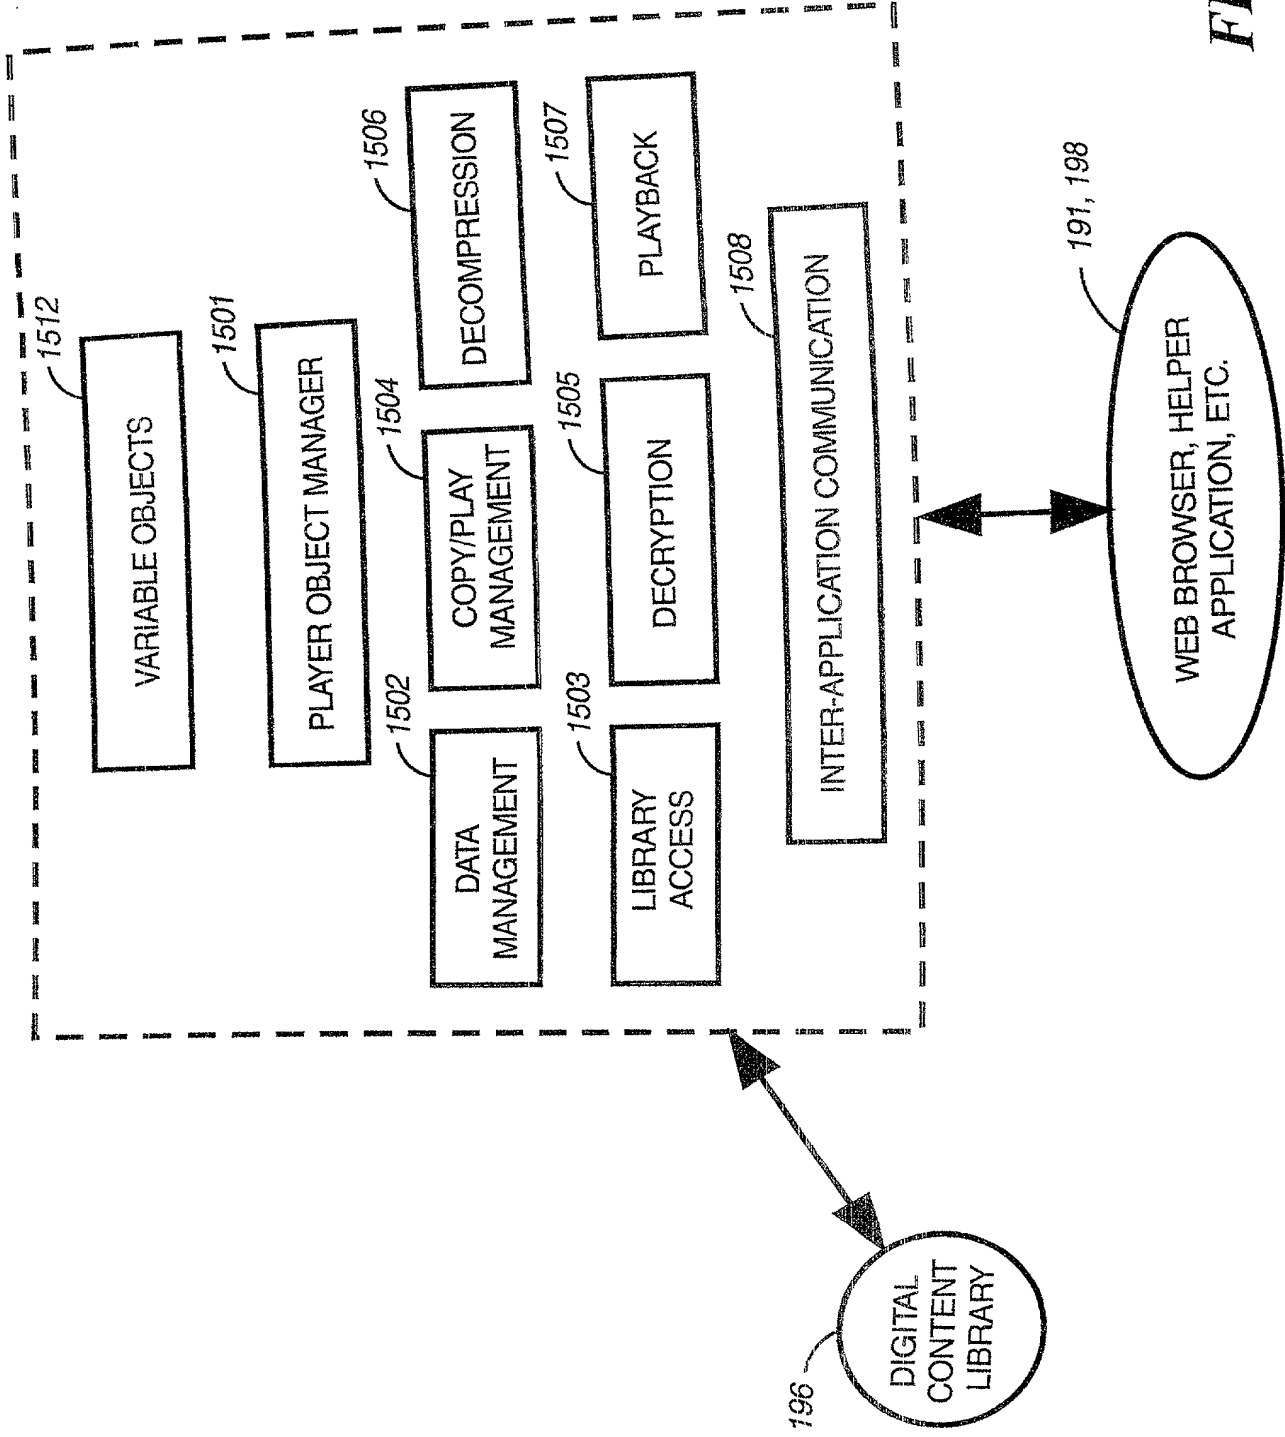 1512
VARIABLE OBJECTS
1501
PLAYER OBJECT MANAGER
1502
DATA
MANAGEMENT
1504
COPY/PLAY
MANAGEMENT
1506
DECOMPRESSION
1503
LIBRARY
ACCESS
1505
DECRYPTION
1507
PLAYBACK
1508
INTER-APPLICATION COMMUNICATION
196
DIGITAL
CONTENT
LIBRARY
191, 198
WEB BROWSER, HELPER
APPLICATION, ETC.